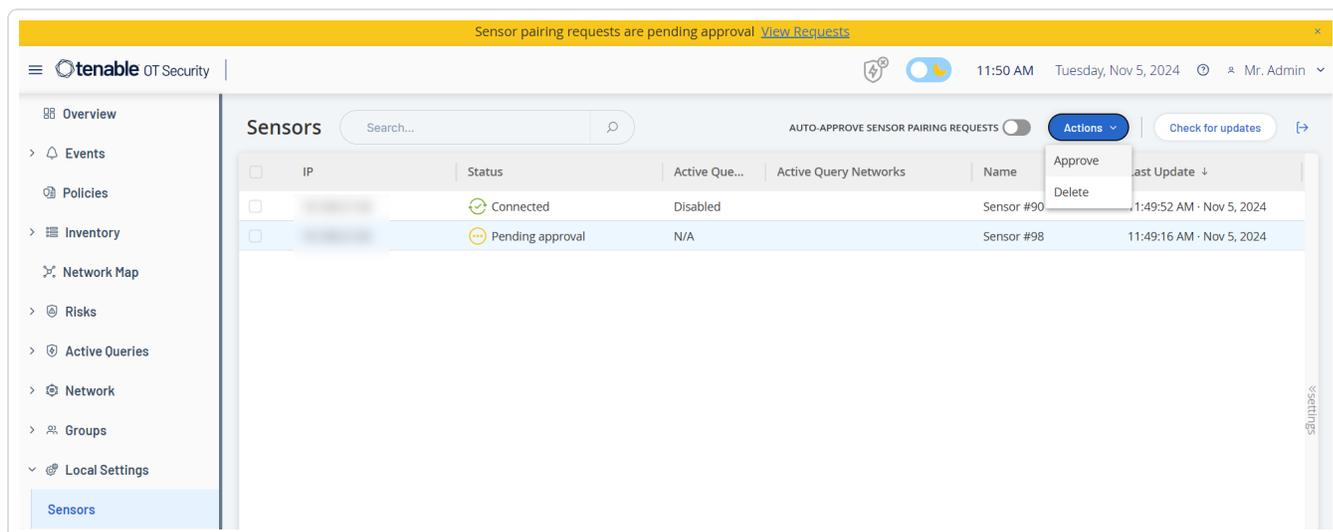 Sensor pairing requests are pending approval View Requests ×
tenable OT Security 11:50 AM Tuesday, Nov 5, 2024 Mr. Admin
Overview
Events
Policies
Inventory
Network Map
Risks
Active Queries
Network
Groups
Local Settings
Sensors
Sensors Search... AUTO-APPROVE SENSOR PAIRING REQUESTS Actions Check for updates
Approve
Delete
IP Status Active Que... Active Query Networks Name Last Update
Connected Disabled Sensor #90 11:49:52 AM · Nov 5, 2024
Pending approval N/A Sensor #98 11:49:16 AM · Nov 5, 2024
settings